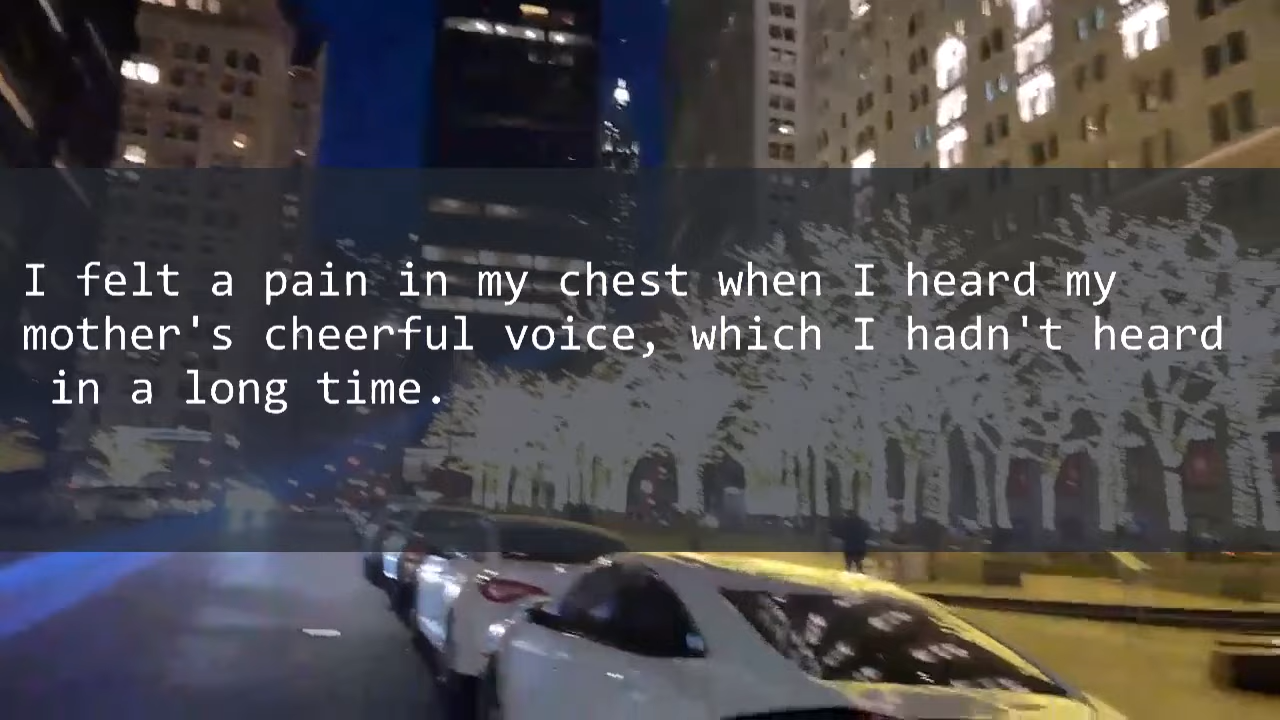 I felt a pain in my chest when I heard my
mother's cheerful voice, which I hadn't heard
in a long time.